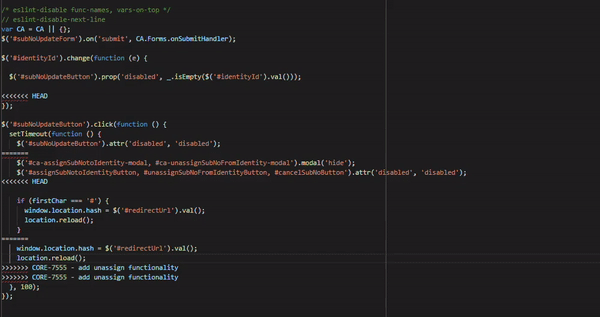 /* eslint-disable func-names, vars-on-top */
// eslint-disable-next-line
var CA = CA || {};
$('#subNoUpdateForm').on('submit', CA.Forms.onSubmitHandler);
$('#identityId').change(function (e) {
$('#subNoUpdateButton').prop('disabled', _.isEmpty($('#identityId').val()));
<<<<<<< HEAD
});
$('#subNoUpdateButton').click(function () {
setTimeout(function () {
$('#subNoUpdateButton').attr('disabled', 'disabled');
=======
$('#ca-assignSubNotoIdentity-modal, #ca-unassignSubNoFromIdentity-modal').modal('hide');
$('#assignSubNotoIdentityButton, #unassignSubNoFromIdentityButton, #cancelSubNoButton').attr('disabled', 'disabled');
<<<<<<< HEAD
if (firstChar === '#') {
window.location.hash = $('#redirectUrl').val();
location.reload();
}
=======
window.location.hash = $('#redirectUrl').val();
location.reload();
>>>>>>> CORE-7555 - add unassign functionality
>>>>>>> CORE-7555 - add unassign functionality
}, 100);
});